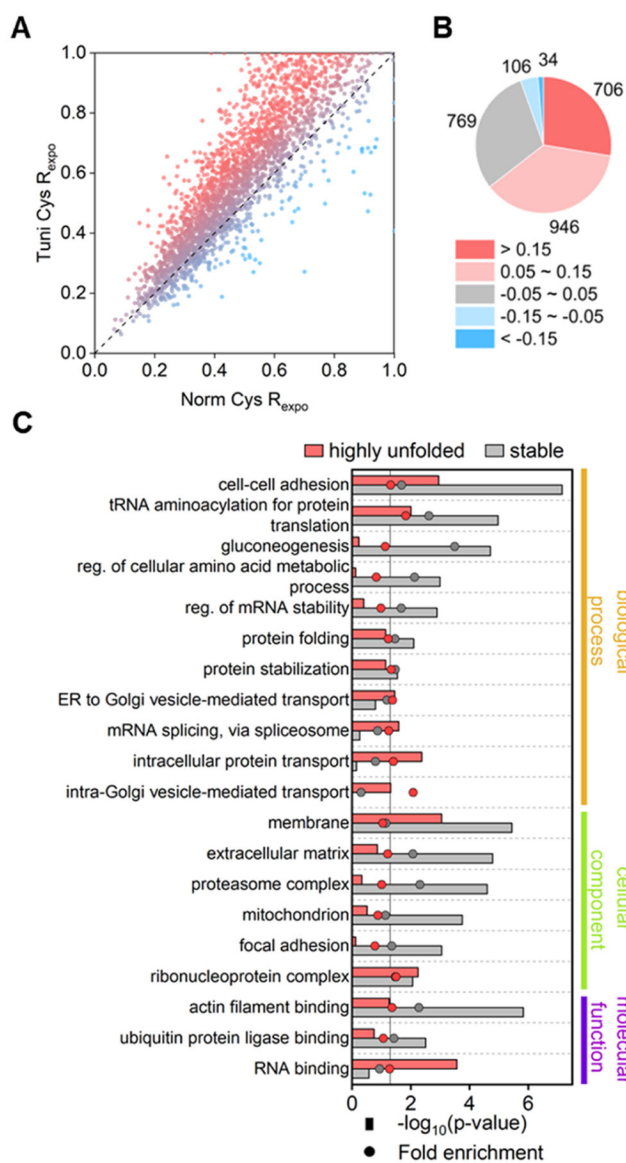 A
1.0
0.8
0.6
0.4
0.2
0.0
Tuni Cys Rexpo
0.0 0.2 0.4 0.6 0.8 1.0
Norm Cys Rexpo
B
106 34
706
769
946
> 0.15
0.05 ~ 0.15
-0.05 ~ 0.05
-0.15 ~ -0.05
< -0.15
C
highly unfolded stable
cell-cell adhesion
tRNA aminoacylation for protein
translation
gluconeogenesis
reg. of cellular amino acid metabolic
process
reg. of mRNA stability
protein folding
protein stabilization
ER to Golgi vesicle-mediated transport
mRNA splicing, via spliceosome
intracellular protein transport
intra-Golgi vesicle-mediated transport
membrane
extracellular matrix
proteasome complex
mitochondrion
focal adhesion
ribonucleoprotein complex
actin filament binding
ubiquitin protein ligase binding
RNA binding
biological
process
cellular
component
molecular
function
0 2 4 6
-log10(p-value)
Fold enrichment